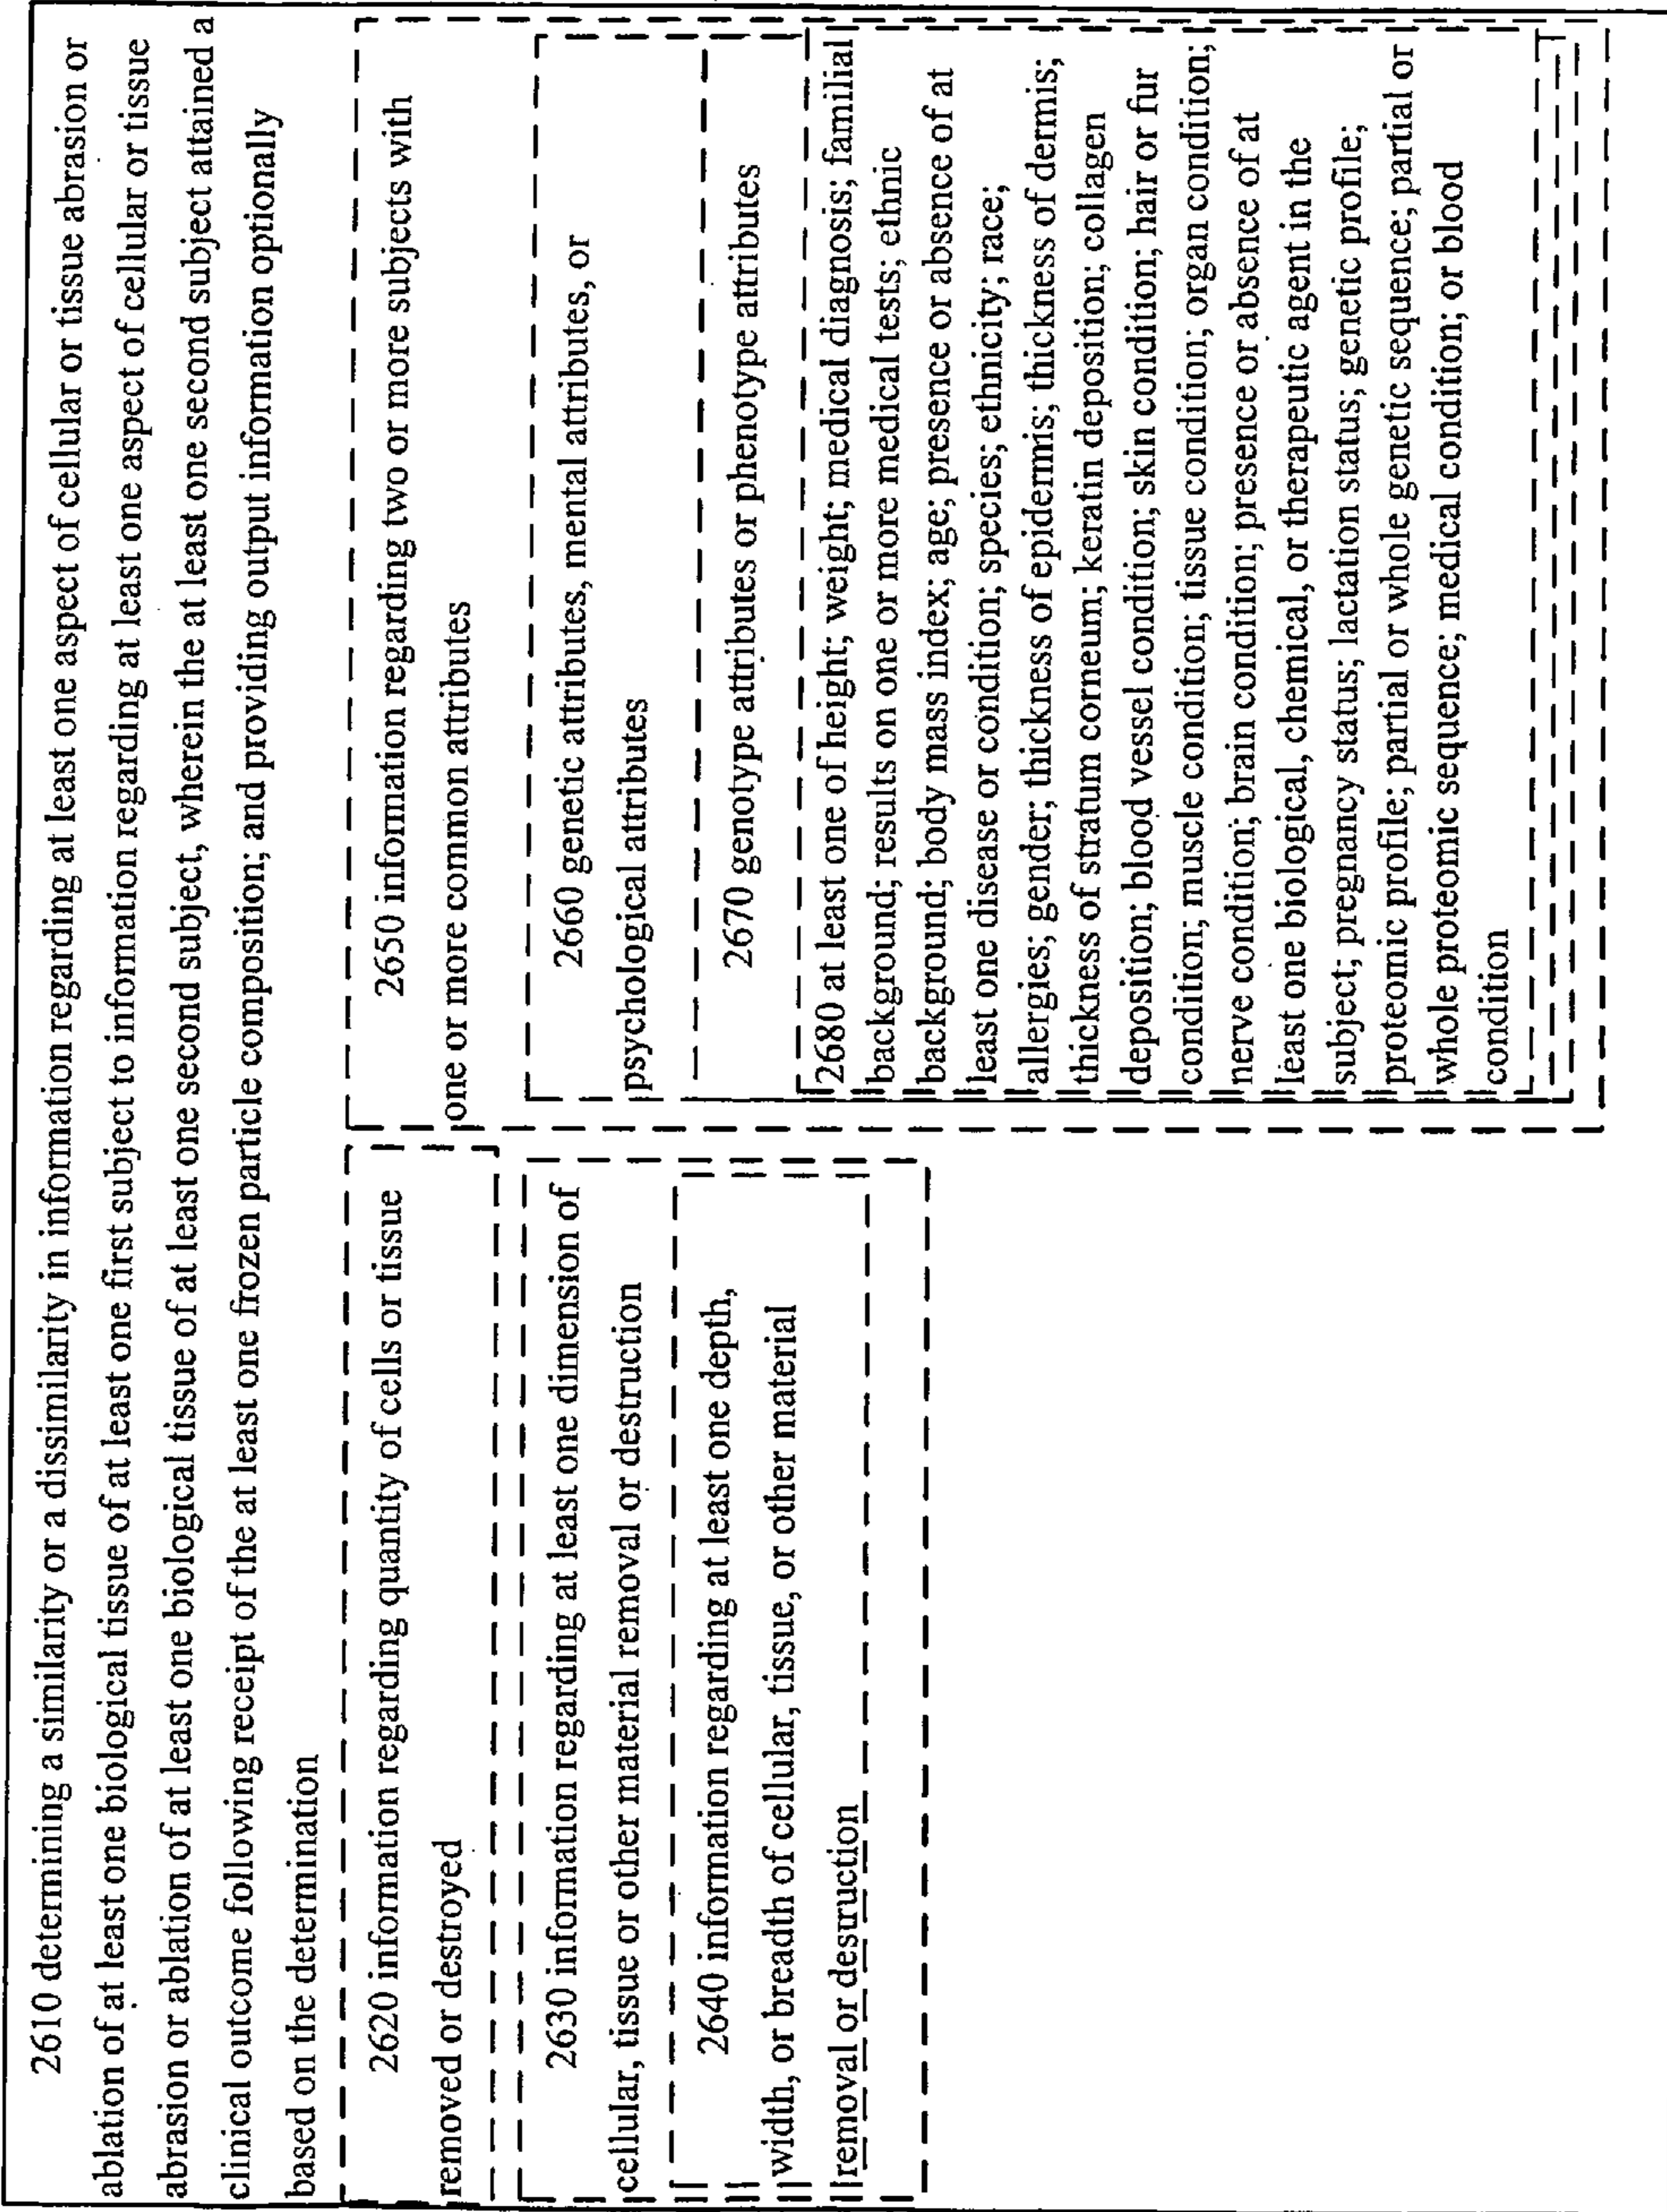 2610 determining a similarity or a dissimilarity in information regarding at least one aspect of cellular or tissue abrasion or
ablation of at least one biological tissue of at least one first subject to information regarding at least one aspect of cellular or tissue
abrasion or ablation of at least one biological tissue of at least one second subject, wherein the at least one second subject attained a
clinical outcome following receipt of the at least one frozen particle composition; and providing output information optionally
based on the determination
2620 information regarding quantity of cells or tissue
removed or destroyed
2630 information regarding at least one dimension of
cellular, tissue or other material removal or destruction
2640 information regarding at least one depth,
width, or breadth of cellular, tissue, or other material
removal or destruction
2650 information regarding two or more subjects with
one or more common attributes
2660 genetic attributes, mental attributes, or
psychological attributes
2670 genotype attributes or phenotype attributes
2680 at least one of height; weight; medical diagnosis; familial
background; results on one or more medical tests; ethnic
background; body mass index; age; presence or absence of at
least one disease or condition; species; ethnicity; race;
allergies; gender; thickness of epidermis; thickness of dermis;
thickness of stratum corneum; keratin deposition; collagen
deposition; blood vessel condition; skin condition; hair or fur
condition; muscle condition; tissue condition; organ condition;
nerve condition; brain condition; presence or absence of at
least one biological, chemical, or therapeutic agent in the
subject; pregnancy status; lactation status; genetic profile;
proteomic profile; partial or whole genetic sequence; partial or
whole proteomic sequence; medical condition; or blood
condition